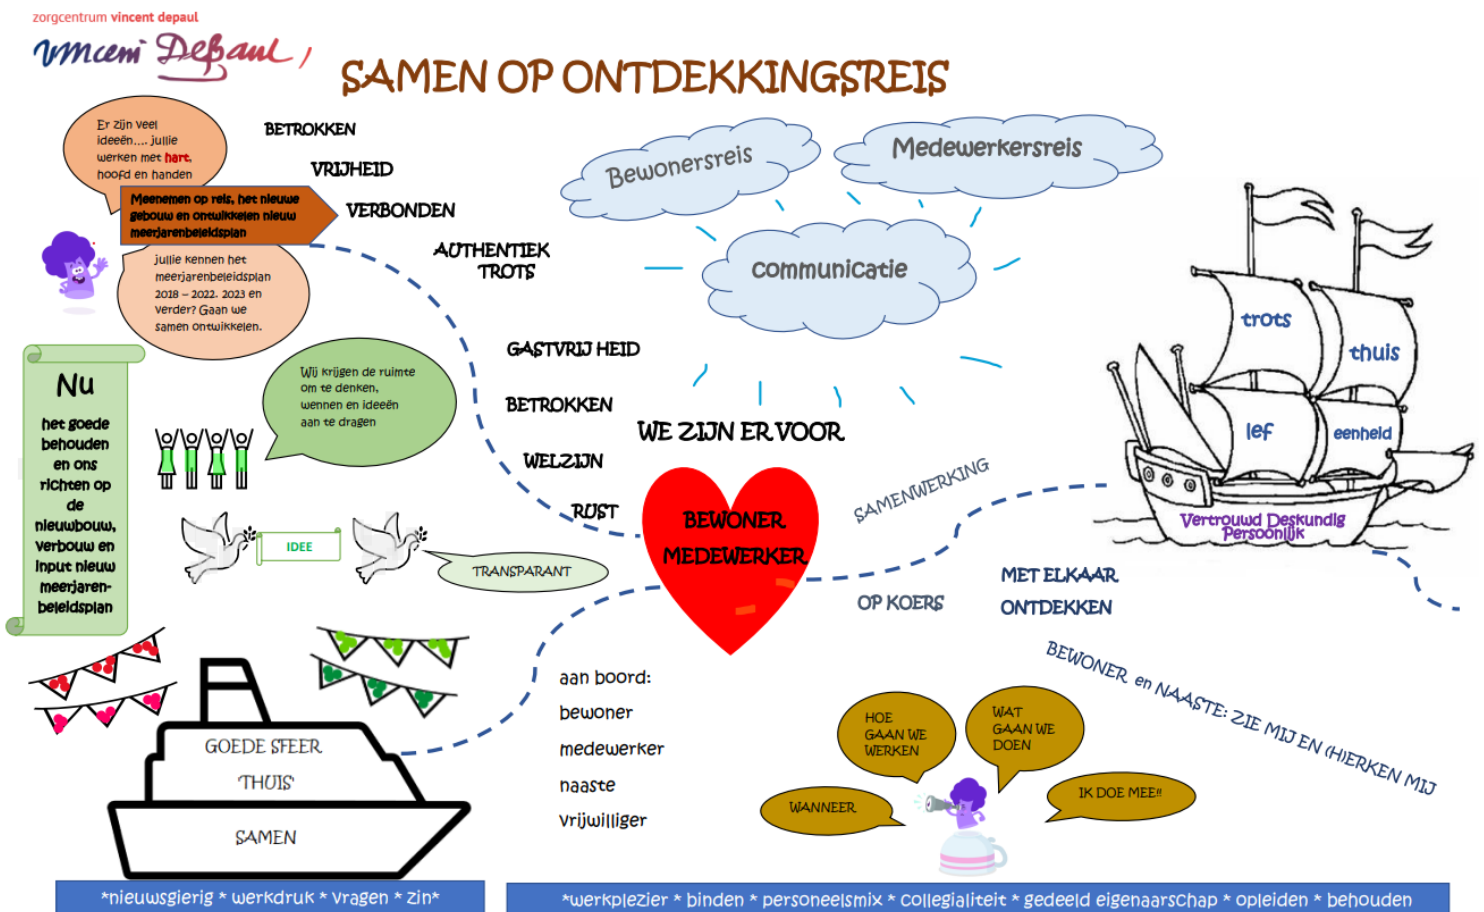 zorgcentrum vincent depaul
Vincent DePaul
SAMEN OP ONTDEKKINGSREIS
Er zijn veel
ideeën.... jullie
werken met hart,
hoofd en handen
Meenemen op reis, het nieuwe
gebouw en ontwikkelen nieuw
meerjarenbeleidsplan
jullie kennen het
meerjarenbeleidsplan
2018 – 2022. 2023 en
verder? Gaan we
samen ontwikkelen.
BETROKKEN
VRIJHEID
VERBONDEN
AUTHENTIEK
TROTS
GASTVRIJ HEID
BETROKKEN
WELZIJN
RUST
Bewonersreis
Medewerkersreis
communicatie
WE ZIJN ER VOOR
BEWONER
MEDEWERKER
Nu
het goede
behouden
en ons
richten op
de
nieuwbouw,
verbouw en
input nieuw
meerjaren-
beleidsplan
Wij krijgen de ruimte
om te denken,
wennen en ideeën
aan te dragen
IDEE
TRANSPARANT
SAMENWERKING
OP KOERS
MET ELKAAR
ONTDEKKEN
trots
thuis
lef
eenheid
Vertrouwd Deskundig
Persoonlijk
BEWONER en NAASTE: ZIE MIJ EN (H)ERKEN MIJ
GOEDE SFEER
'THUIS'
SAMEN
aan boord:
bewoner
medewerker
naaste
vrijwilliger
HOE
GAAN WE
WERKEN
WAT
GAAN WE
DOEN
WANNEER
IK DOE MEE!!
*nieuwsgierig * werkdruk * vragen * zin*
*werkplezier * binden * personeelsmix * collegialiteit * gedeeld eigenaarschap * opleiden * behouden